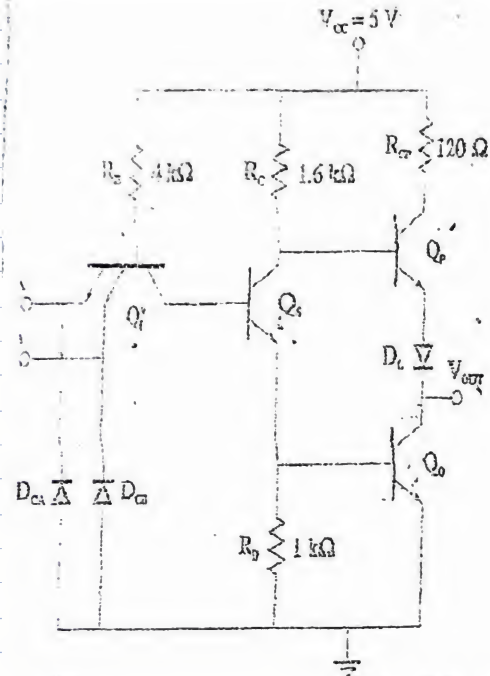 V_CC = 5 V
R_B 4 kΩ
R_C 1.6 kΩ
R_CP 120 Ω
Q_P
Q_I
Q_S
D_L
V_OUT
Q_O
D_CA
D_CB
R_D 1 kΩ